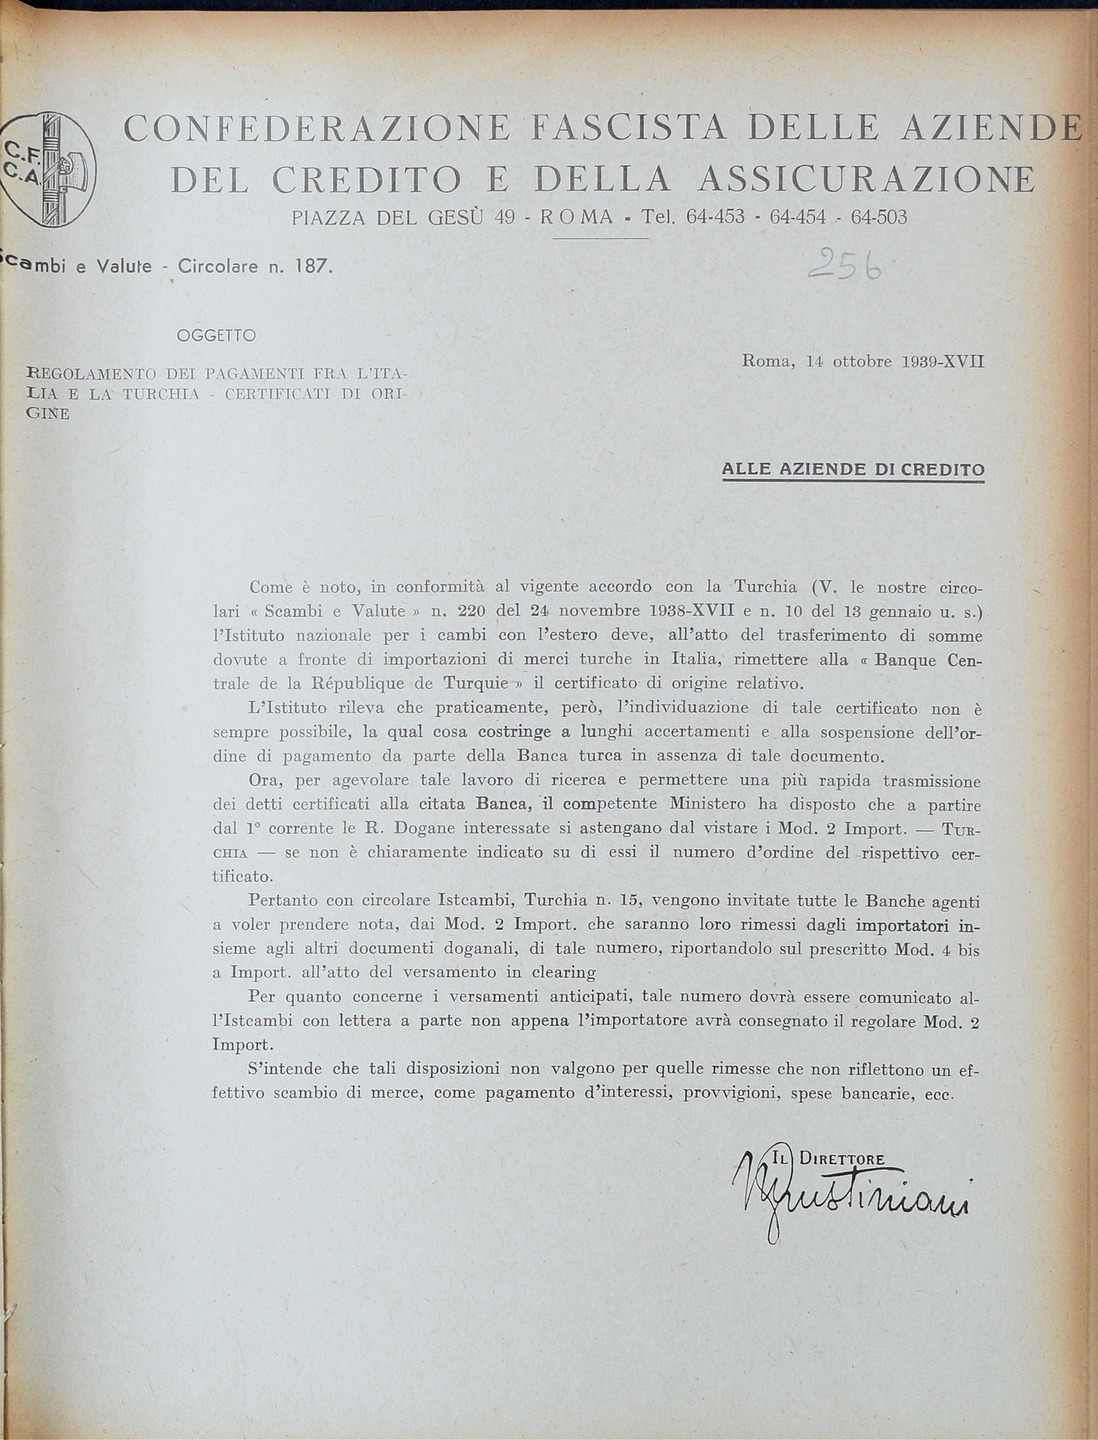 C.F.
C.A.
CONFEDERAZIONE FASCISTA DELLE AZIENDE
DEL CREDITO E DELLA ASSICURAZIONE
PIAZZA DEL GESÙ 49 - ROMA - Tel. 64-453 - 64-454 - 64-503
Scambi e Valute - Circolare n. 187.
256
OGGETTO
REGOLAMENTO DEI PAGAMENTI FRA L'ITA-
LIA E LA TURCHIA - CERTIFICATI DI ORI-
GINE
Roma, 14 ottobre 1939-XVII
ALLE AZIENDE DI CREDITO
Come è noto, in conformità al vigente accordo con la Turchia (V. le nostre circo-
lari « Scambi e Valute » n. 220 del 24 novembre 1938-XVII e n. 10 del 13 gennaio u. s.)
l'Istituto nazionale per i cambi con l'estero deve, all'atto del trasferimento di somme
dovute a fronte di importazioni di merci turche in Italia, rimettere alla « Banque Cen-
trale de la République de Turquie » il certificato di origine relativo.
L'Istituto rileva che praticamente, però, l'individuazione di tale certificato non è
sempre possibile, la qual cosa costringe a lunghi accertamenti e alla sospensione dell'or-
dine di pagamento da parte della Banca turca in assenza di tale documento.
Ora, per agevolare tale lavoro di ricerca e permettere una più rapida trasmissione
dei detti certificati alla citata Banca, il competente Ministero ha disposto che a partire
dal 1° corrente le R. Dogane interessate si astengano dal vistare i Mod. 2 Import. — TUR-
CHIA — se non è chiaramente indicato su di essi il numero d'ordine del rispettivo cer-
tificato.
Pertanto con circolare Istcambi, Turchia n. 15, vengono invitate tutte le Banche agenti
a voler prendere nota, dai Mod. 2 Import. che saranno loro rimessi dagli importatori in-
sieme agli altri documenti doganali, di tale numero, riportandolo sul prescritto Mod. 4 bis
a Import. all'atto del versamento in clearing
Per quanto concerne i versamenti anticipati, tale numero dovrà essere comunicato al-
l'Istcambi con lettera a parte non appena l'importatore avrà consegnato il regolare Mod. 2
Import.
S'intende che tali disposizioni non valgono per quelle rimesse che non riflettono un ef-
fettivo scambio di merce, come pagamento d'interessi, provvigioni, spese bancarie, ecc.
IL DIRETTORE
Giustiniani